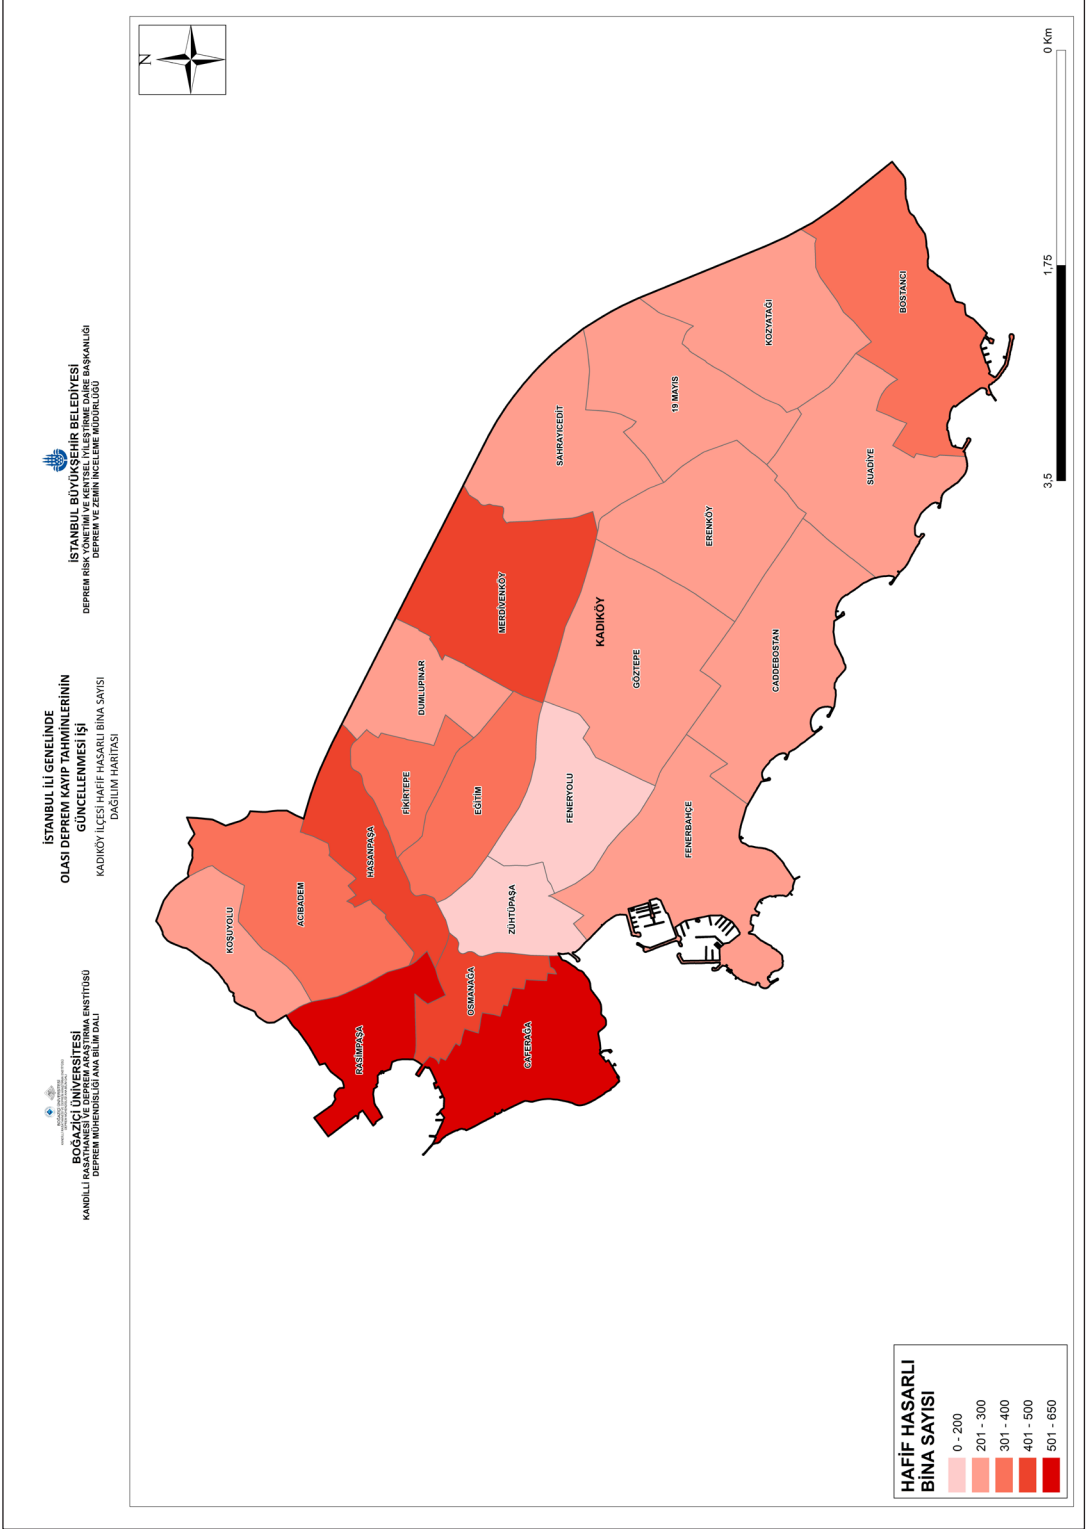 BOĞAZİÇİ ÜNİVERSİTESİ
KANDİLLİ RASATHANESİ VE DEPREM ARAŞTIRMA ENSTİTÜSÜ
DEPREM MÜHENDİSLİĞİ ANA BİLİM DALI
İSTANBUL İLİ GENELİNDE
OLASI DEPREM KAYIP TAHMİNLERİNİN
GÜNCELLENMESİ İŞİ
KADIKÖY İLÇESİ HAFİF HASARLI BİNA SAYISI
DAĞILIM HARİTASI
İSTANBUL BÜYÜKŞEHİR BELEDİYESİ
DEPREM RİSK YÖNETİMİ VE KENTSEL İYİLEŞTİRME DAİRE BAŞKANLIĞI
DEPREM VE ZEMİN İNCELEME MÜDÜRLÜĞÜ
N
KOŞUYOLU
ACIBADEM
RASİMPAŞA
HASANPAŞA
FİKİRTEPE
DUMLUPINAR
OSMANAĞA
EĞİTİM
MERDİVENKÖY
ZÜHTÜPAŞA
CAFERAĞA
FENERYOLU
SAHRAYICEDİT
KADIKÖY
GÖZTEPE
19 MAYIS
FENERBAHÇE
ERENKÖY
KOZYATAĞI
CADDEBOSTAN
SUADİYE
BOSTANCI
HAFİF HASARLI
BİNA SAYISI
0 - 200
201 - 300
301 - 400
401 - 500
501 - 650
3,5 1,75 0 Km